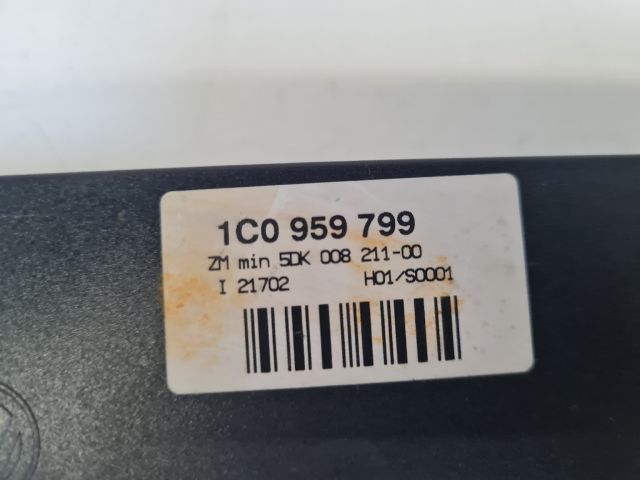 1C0 959 799
ZM min 5DK 008 211-00
I 21702 H01/S0001